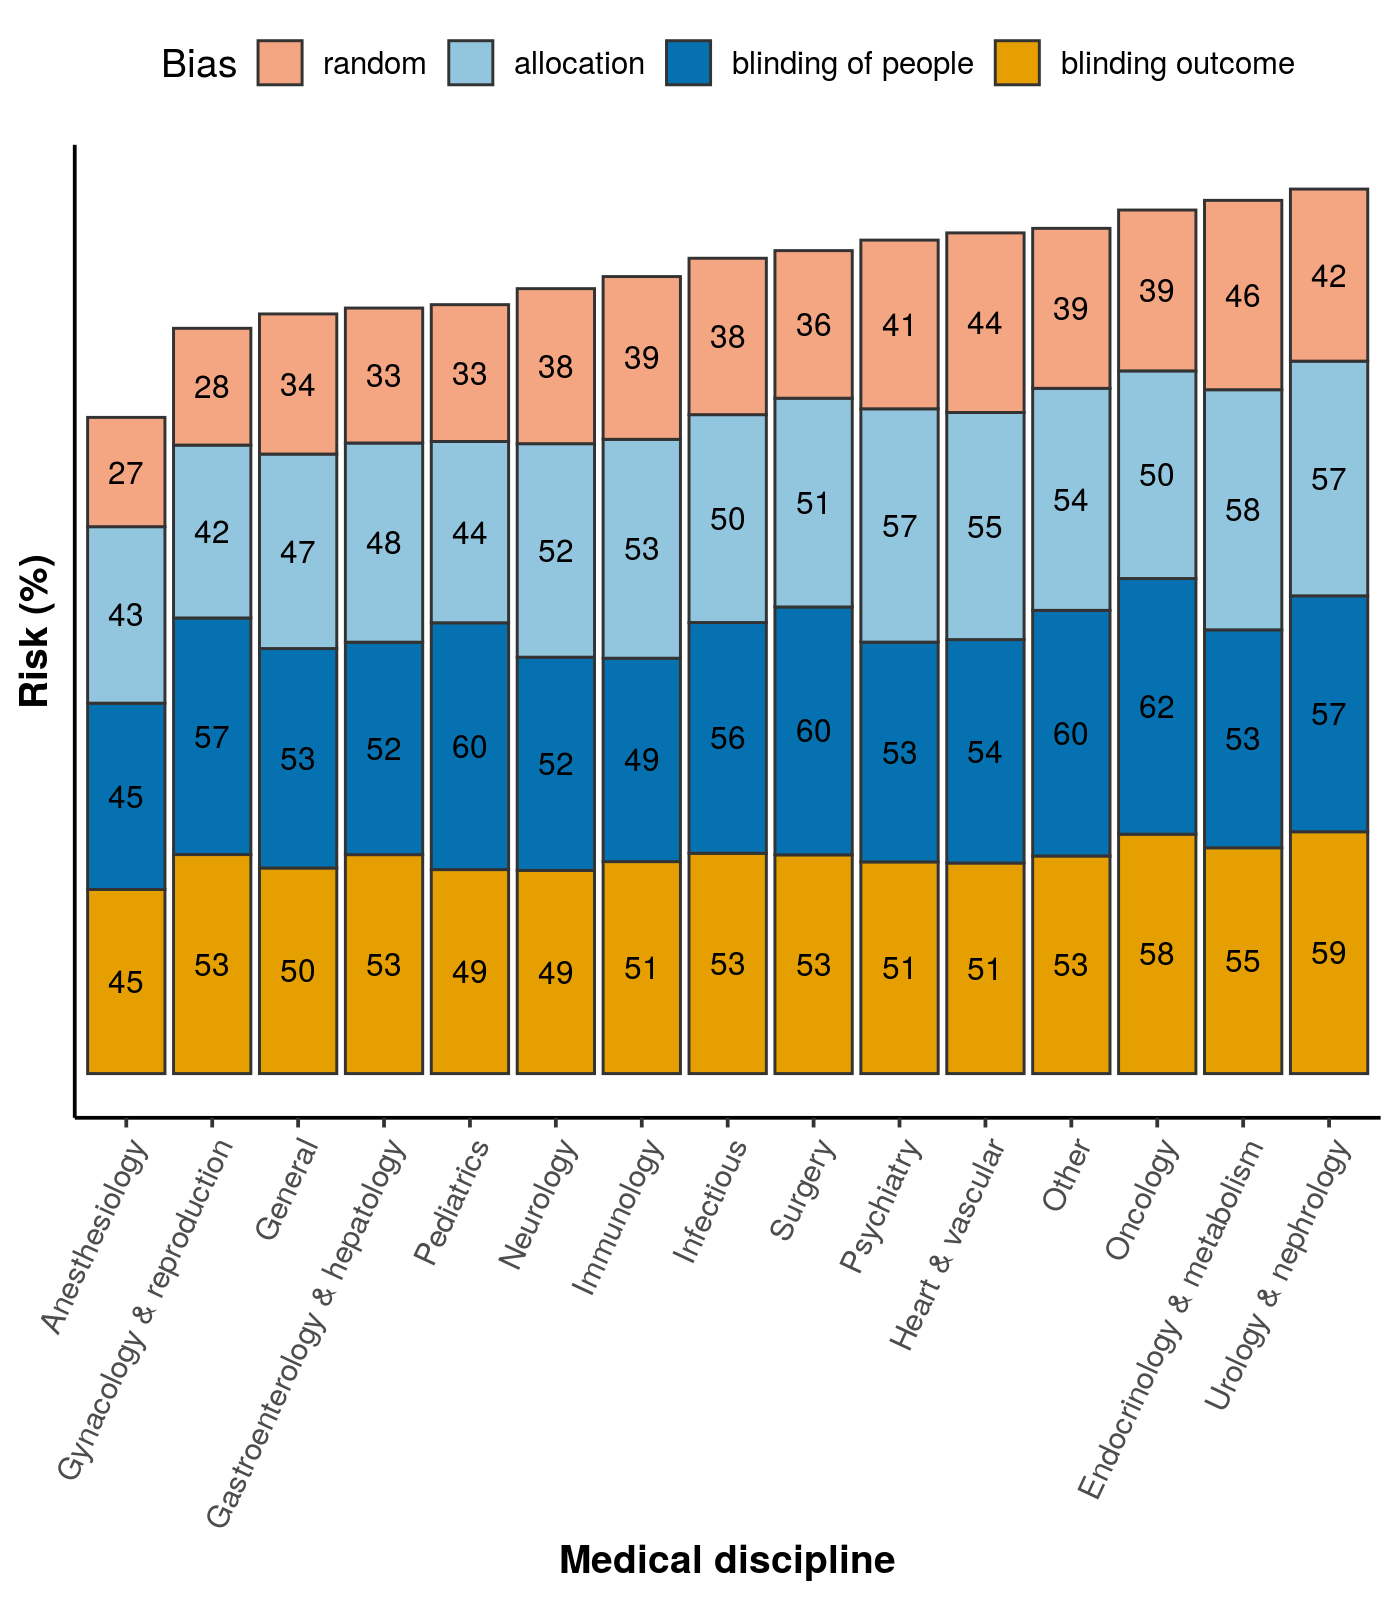 Bias random allocation blinding of people blinding outcome
Risk (%)
27 28 34 33 33 38 39 38 36 41 44 39 39 46 42
43 42 47 48 44 52 53 50 51 57 55 54 50 58 57
45 57 53 52 60 52 49 56 60 53 54 60 62 53 57
45 53 50 53 49 49 51 53 53 51 51 53 58 55 59
Anesthesiology
Gynacology & reproduction
General
Gastroenterology & hepatology
Pediatrics
Neurology
Immunology
Infectious
Surgery
Psychiatry
Heart & vascular
Other
Oncology
Endocrinology & metabolism
Urology & nephrology
Medical discipline